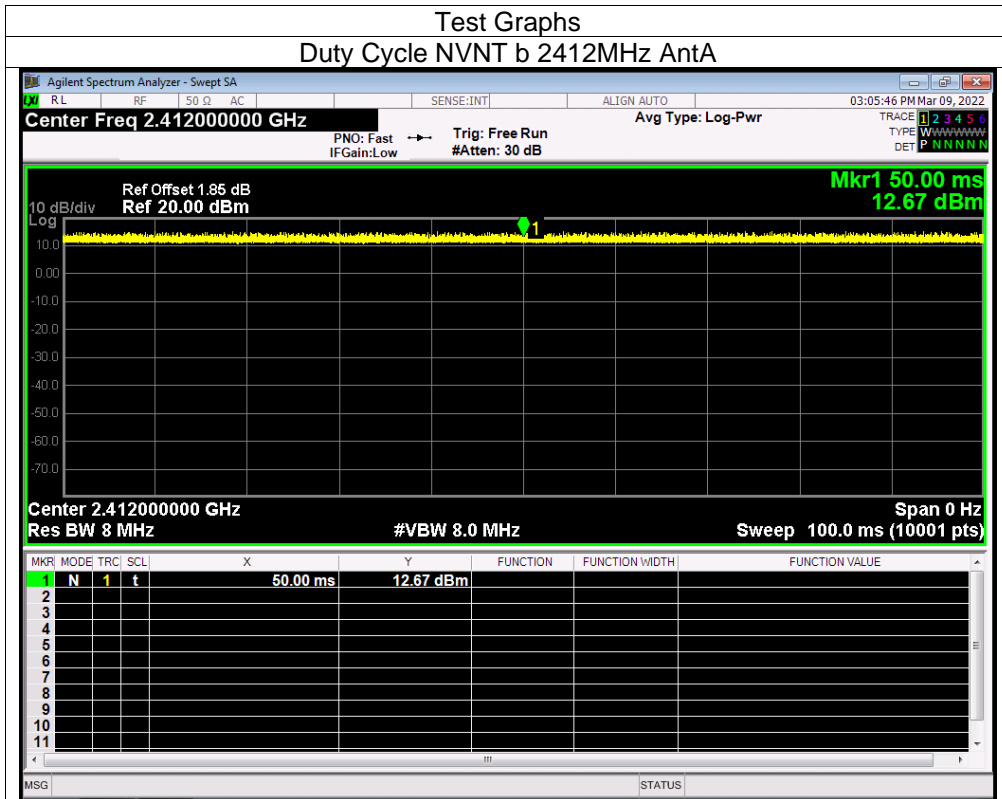 Test Graphs
Duty Cycle NVNT b 2412MHz AntA
Agilent Spectrum Analyzer - Swept SA
LXI RL RF 50 Ω AC SENSE:INT ALIGN AUTO 03:05:46 PM Mar 09, 2022
Center Freq 2.412000000 GHz Avg Type: Log-Pwr TRACE 1 2 3 4 5 6
PNO: Fast Trig: Free Run TYPE WWWWWWW
IFGain:Low #Atten: 30 dB DET P N N N N N
Mkr1 50.00 ms
Ref Offset 1.85 dB
10 dB/div Ref 20.00 dBm 12.67 dBm
Log
1
10.0
0.00
-10.0
-20.0
-30.0
-40.0
-50.0
-60.0
-70.0
Center 2.412000000 GHz Span 0 Hz
Res BW 8 MHz #VBW 8.0 MHz Sweep 100.0 ms (10001 pts)
MKR MODE TRC SCL X Y FUNCTION FUNCTION WIDTH FUNCTION VALUE
1 N 1 t 50.00 ms 12.67 dBm
2
3
4
5
6
7
8
9
10
11
MSG STATUS